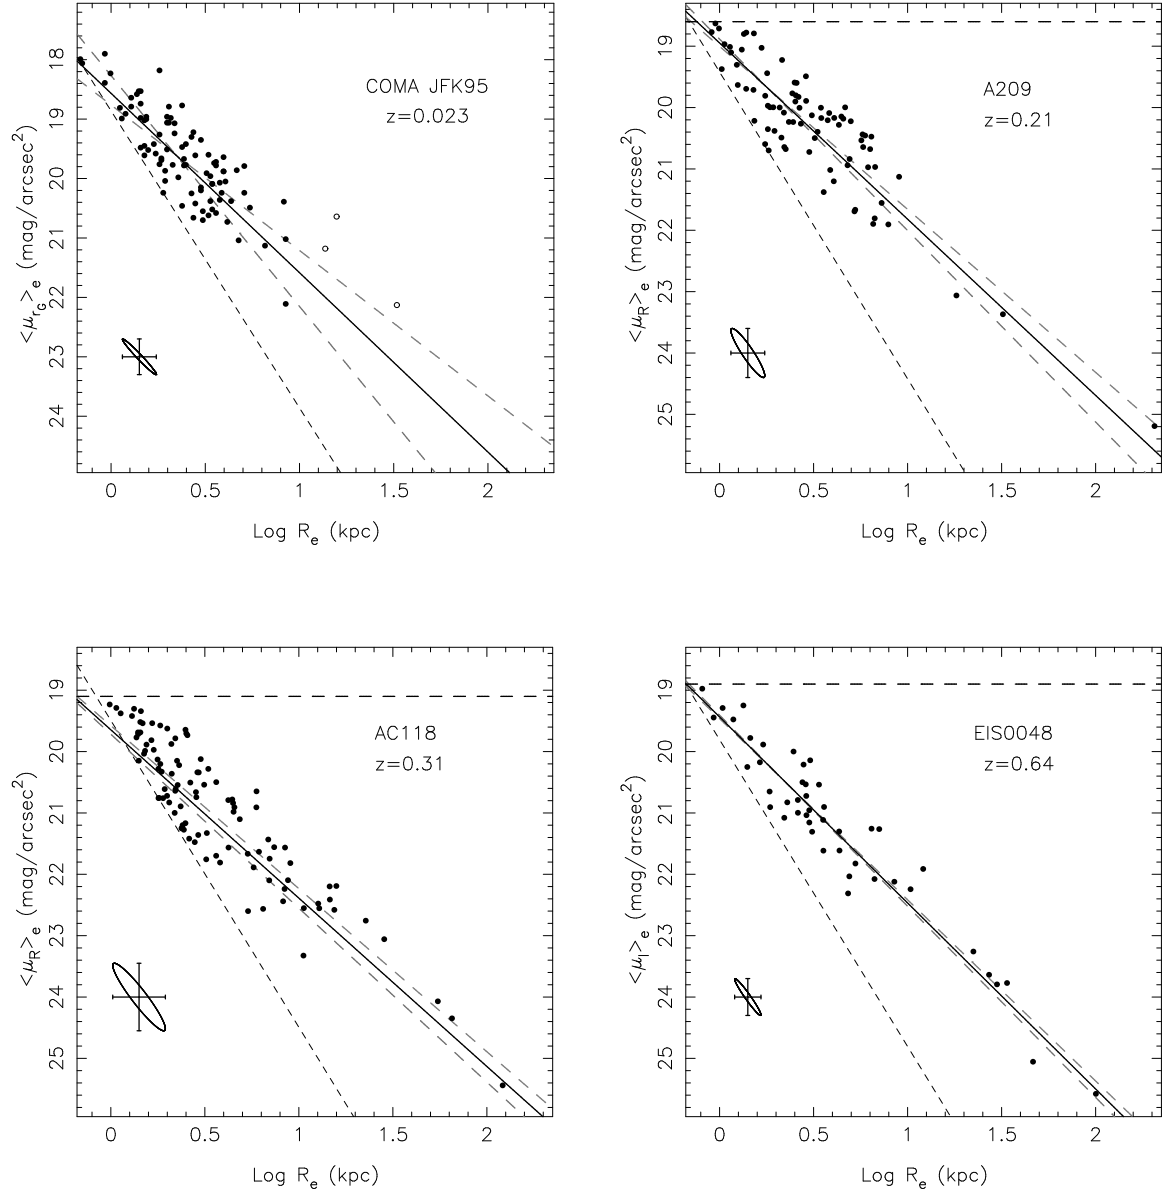 COMA JFK95
z=0.023
18
19
20
21
22
23
24
<μ_{r_G}>_e (mag/arcsec²)
0 0.5 1 1.5 2
Log R_e (kpc)
A209
z=0.21
19
20
21
22
23
24
25
<μ_R>_e (mag/arcsec²)
0 0.5 1 1.5 2
Log R_e (kpc)
AC118
z=0.31
19
20
21
22
23
24
25
<μ_R>_e (mag/arcsec²)
0 0.5 1 1.5 2
Log R_e (kpc)
EIS0048
z=0.64
19
20
21
22
23
24
25
<μ_I>_e (mag/arcsec²)
0 0.5 1 1.5 2
Log R_e (kpc)